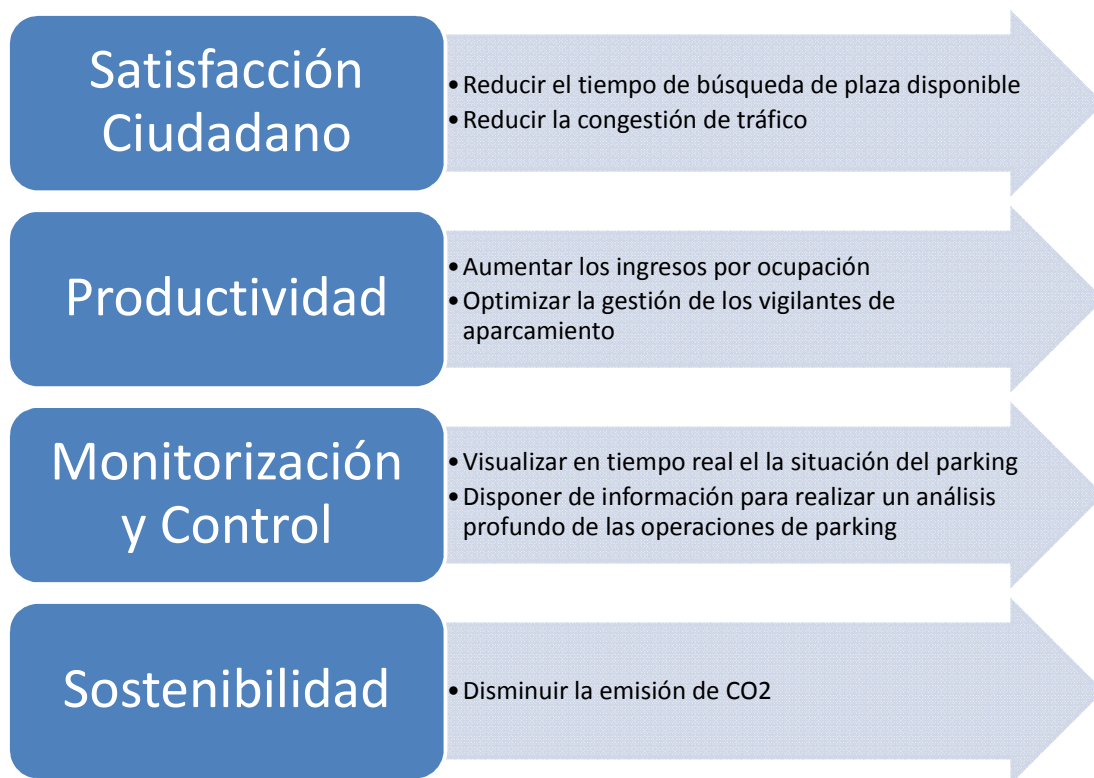 Satisfacción
Ciudadano
• Reducir el tiempo de búsqueda de plaza disponible
• Reducir la congestión de tráfico
Productividad
• Aumentar los ingresos por ocupación
• Optimizar la gestión de los vigilantes de
aparcamiento
Monitorización
y Control
• Visualizar en tiempo real el la situación del parking
• Disponer de información para realizar un análisis
profundo de las operaciones de parking
Sostenibilidad
• Disminuir la emisión de CO2